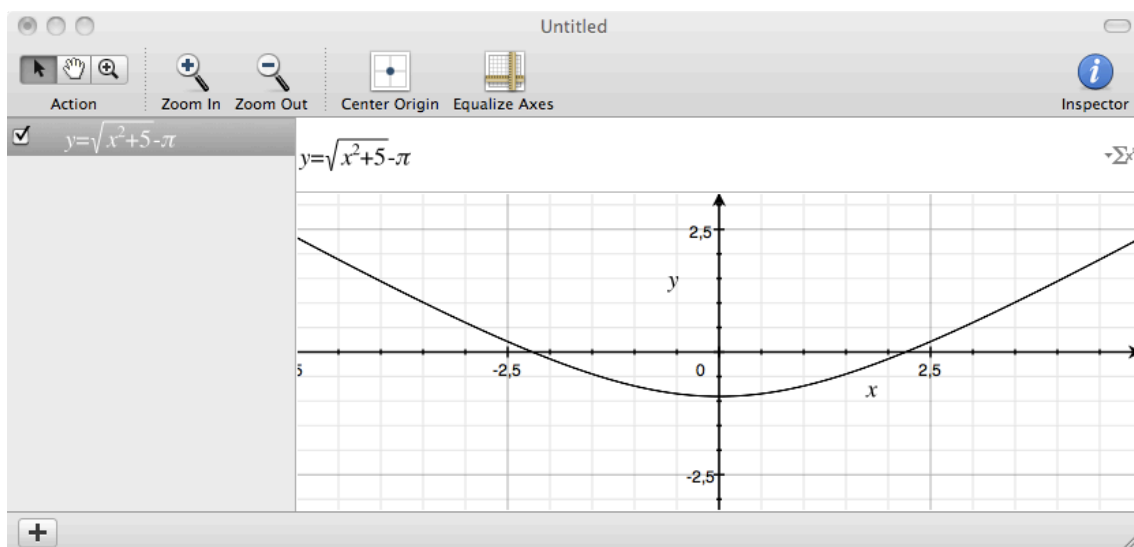 Untitled
Action Zoom In Zoom Out Center Origin Equalize Axes Inspector
y=√x²+5-π
y=√x²+5-π
2,5
y
5 -2,5 0 2,5
x
-2,5